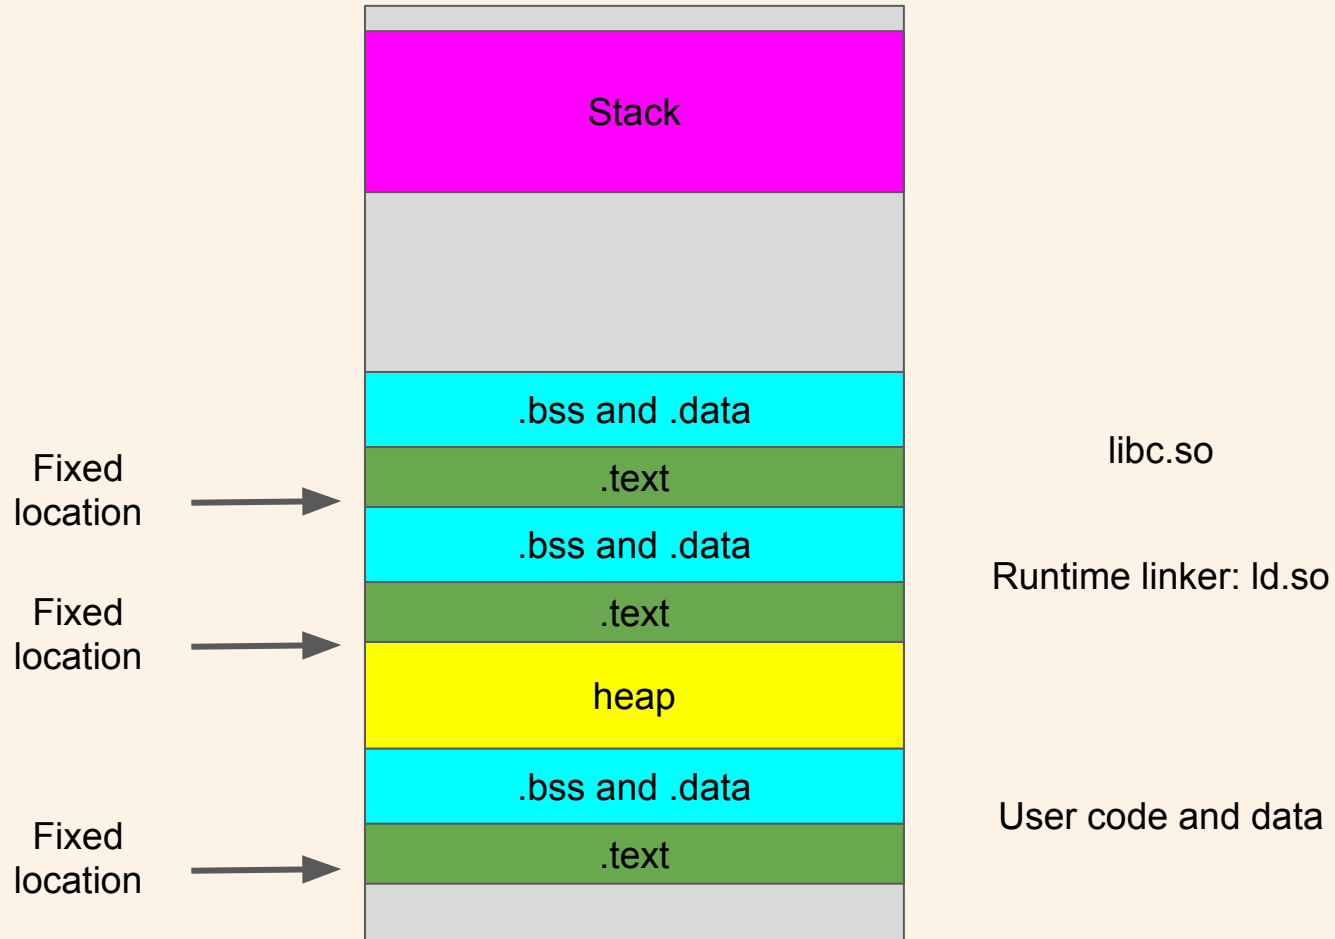 Stack
.bss and .data
libc.so
Fixed
location
.text
.bss and .data
Runtime linker: ld.so
Fixed
location
.text
heap
.bss and .data
User code and data
Fixed
location
.text